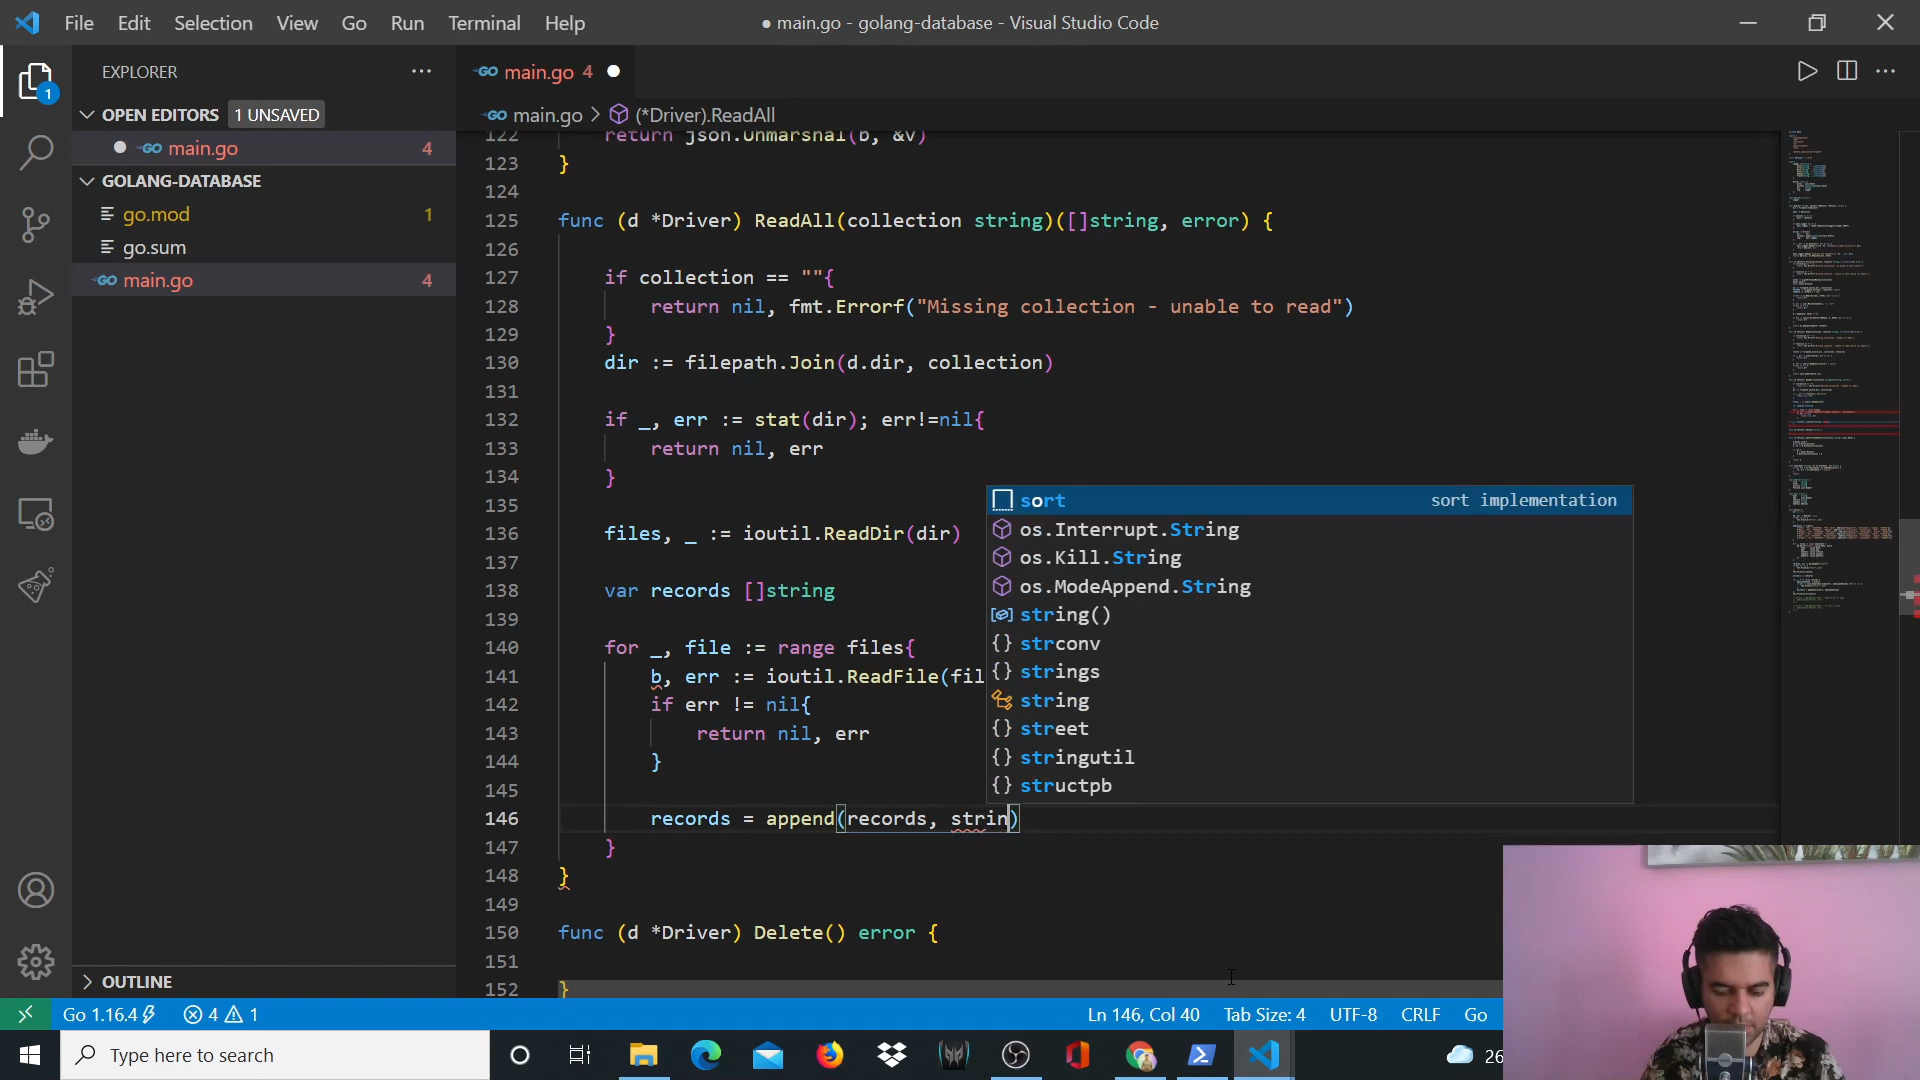 File Edit Selection View Go Run Terminal Help
● main.go - golang-database - Visual Studio Code
EXPLORER
OPEN EDITORS 1 UNSAVED
main.go 4
GOLANG-DATABASE
go.mod 1
go.sum
main.go 4
OUTLINE
1
main.go 4
main.go > (*Driver).ReadAll
122 return json.Unmarshal(b, &v)
123 }
124
125 func (d *Driver) ReadAll(collection string)([]string, error) {
126
127 if collection == ""{
128 return nil, fmt.Errorf("Missing collection - unable to read")
129 }
130 dir := filepath.Join(d.dir, collection)
131
132 if _, err := stat(dir); err!=nil{
133 return nil, err
134 }
135
136 files, _ := ioutil.ReadDir(dir)
137
138 var records []string
139
140 for _, file := range files{
141 b, err := ioutil.ReadFile(fil
142 if err != nil{
143 return nil, err
144 }
145
146 records = append(records, strin)
147 }
148 }
149
150 func (d *Driver) Delete() error {
151
152 }
sort sort implementation
os.Interrupt.String
os.Kill.String
os.ModeAppend.String
string()
strconv
strings
string
street
stringutil
structpb
Go 1.16.4 4 1 Ln 146, Col 40 Tab Size: 4 UTF-8 CRLF Go
Type here to search
26